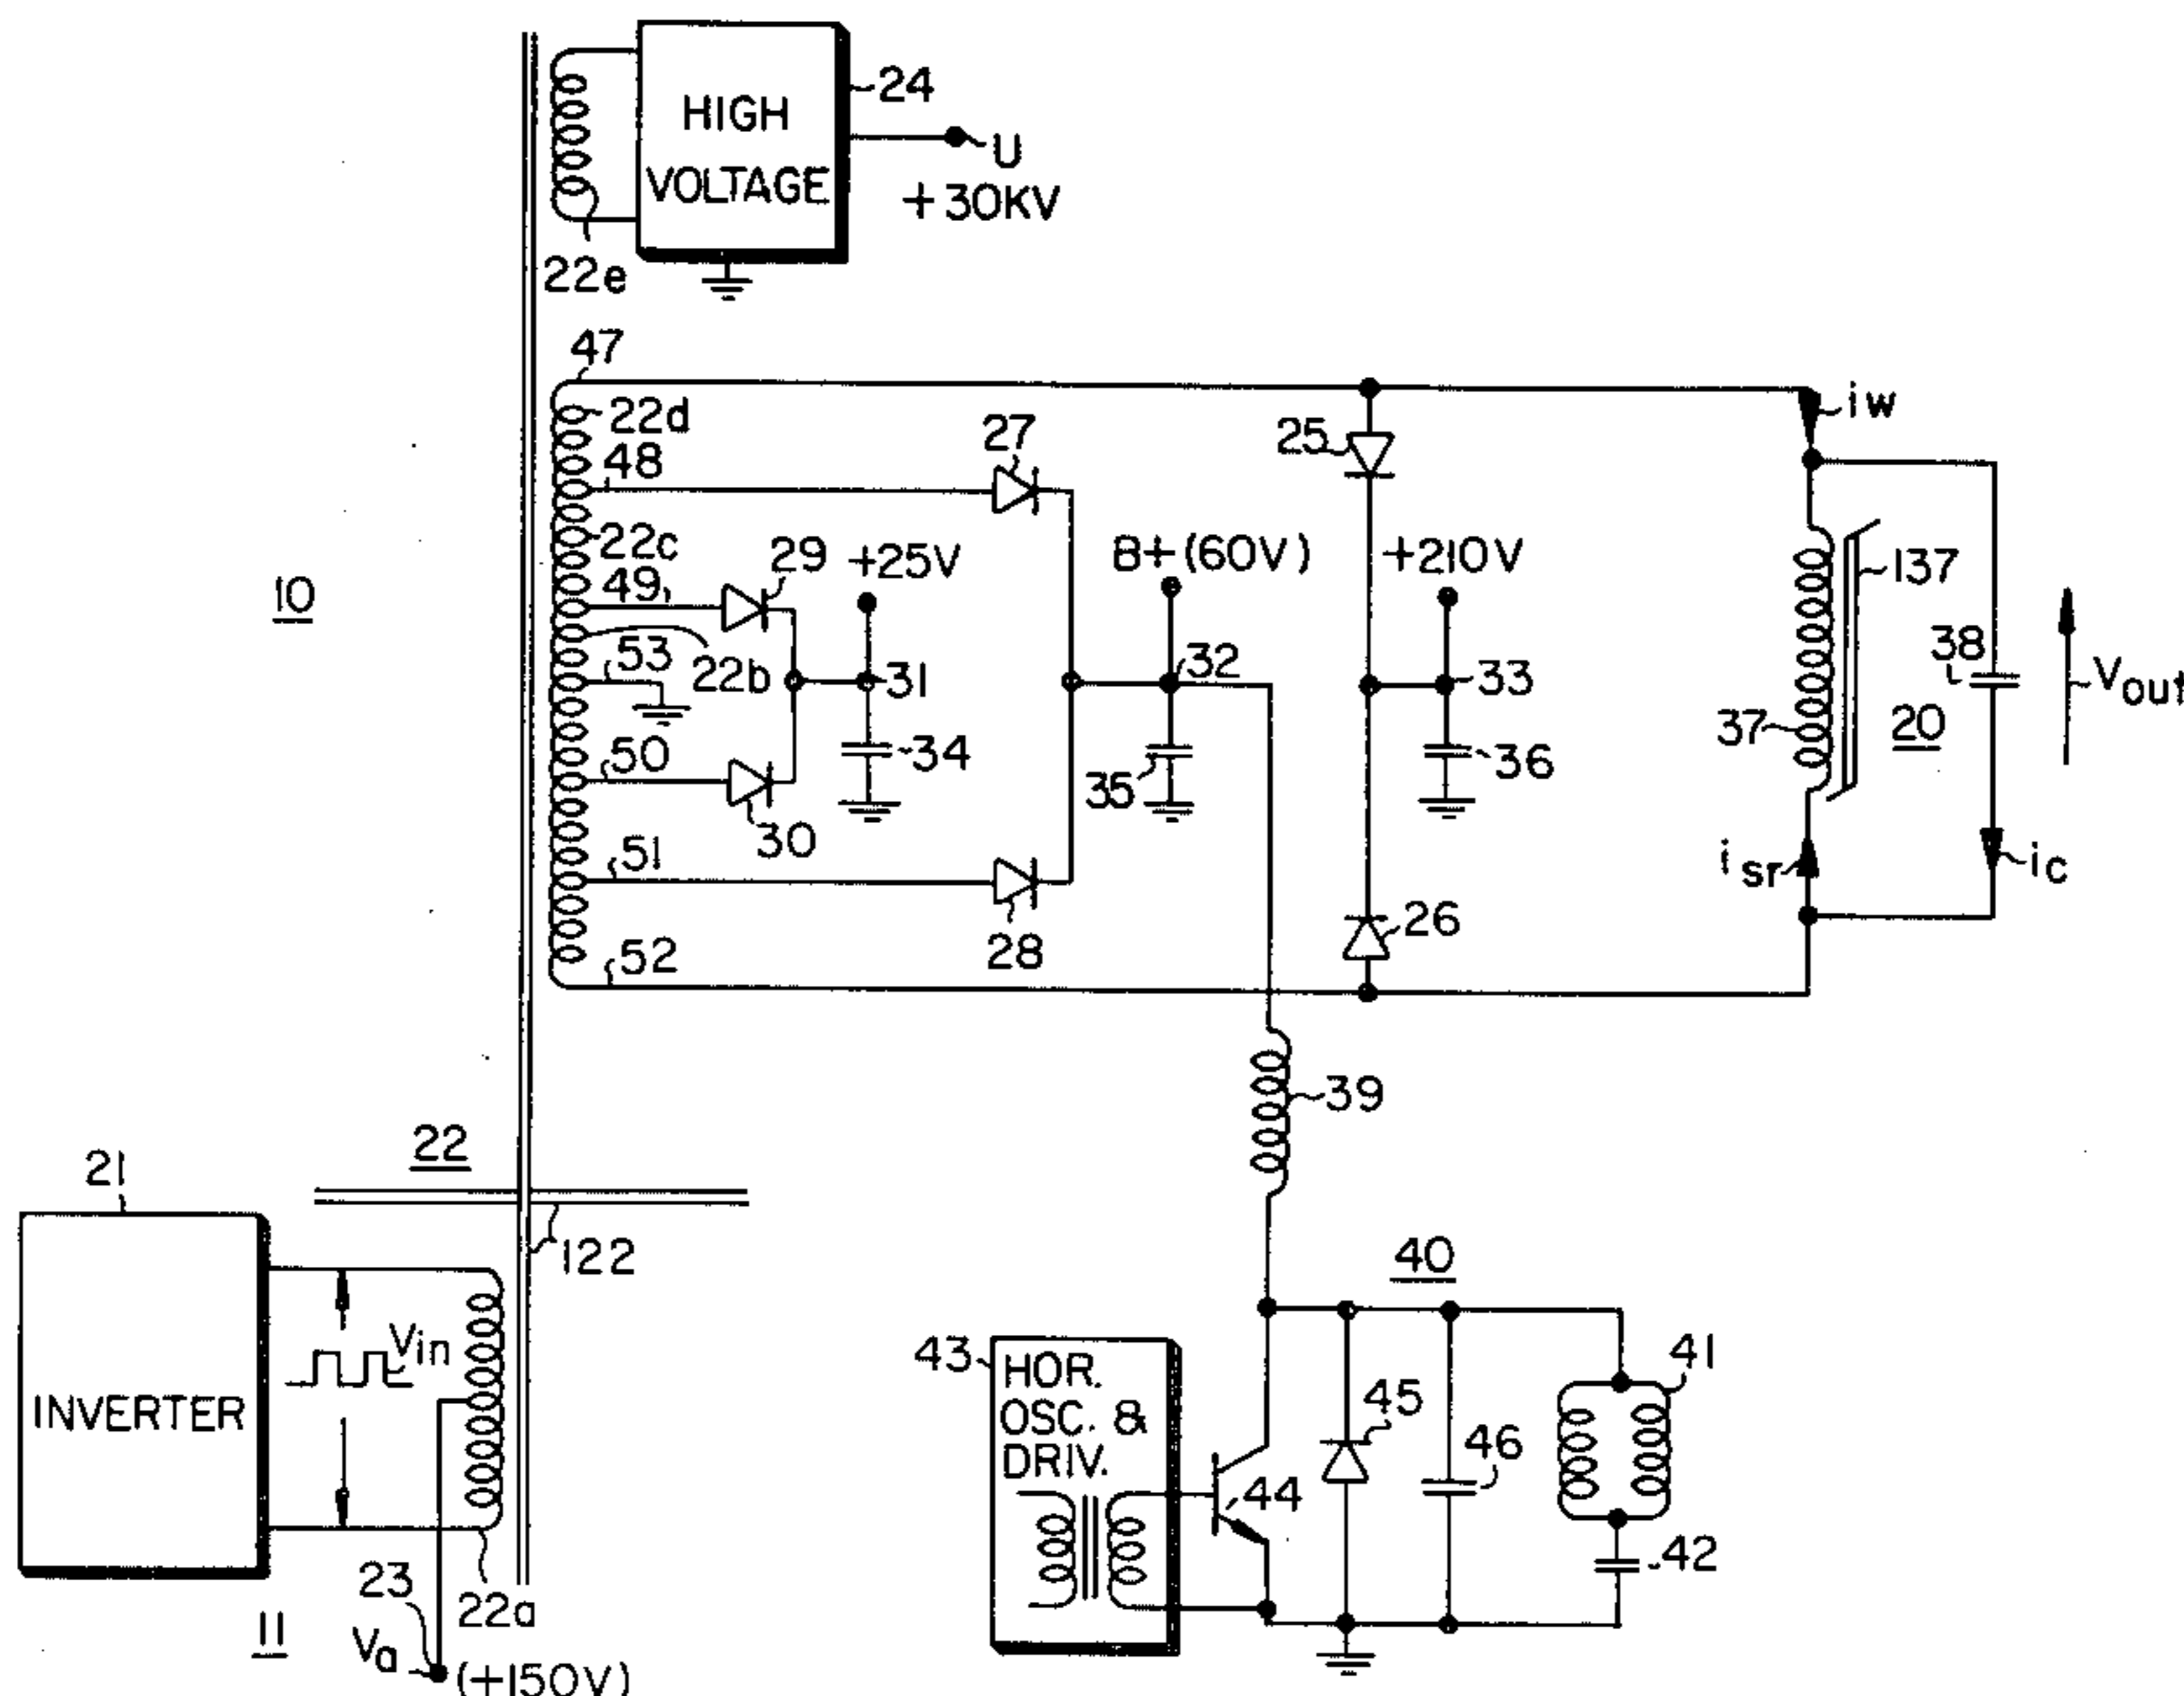 HIGH
VOLTAGE
24
U
+30KV
22e
47
22d
48
27
25
iw
22c
49
29
+25V
B+(60V)
+210V
137
10
53
22b
31
32
33
38
Vout
37
20
50
34
35
36
30
51
28
26
isr
ic
52
39
22
21
122
40
Vin
INVERTER
43
HOR.
OSC. &
DRIV.
45
46
41
44
42
23
22a
11
Va
(+150V)